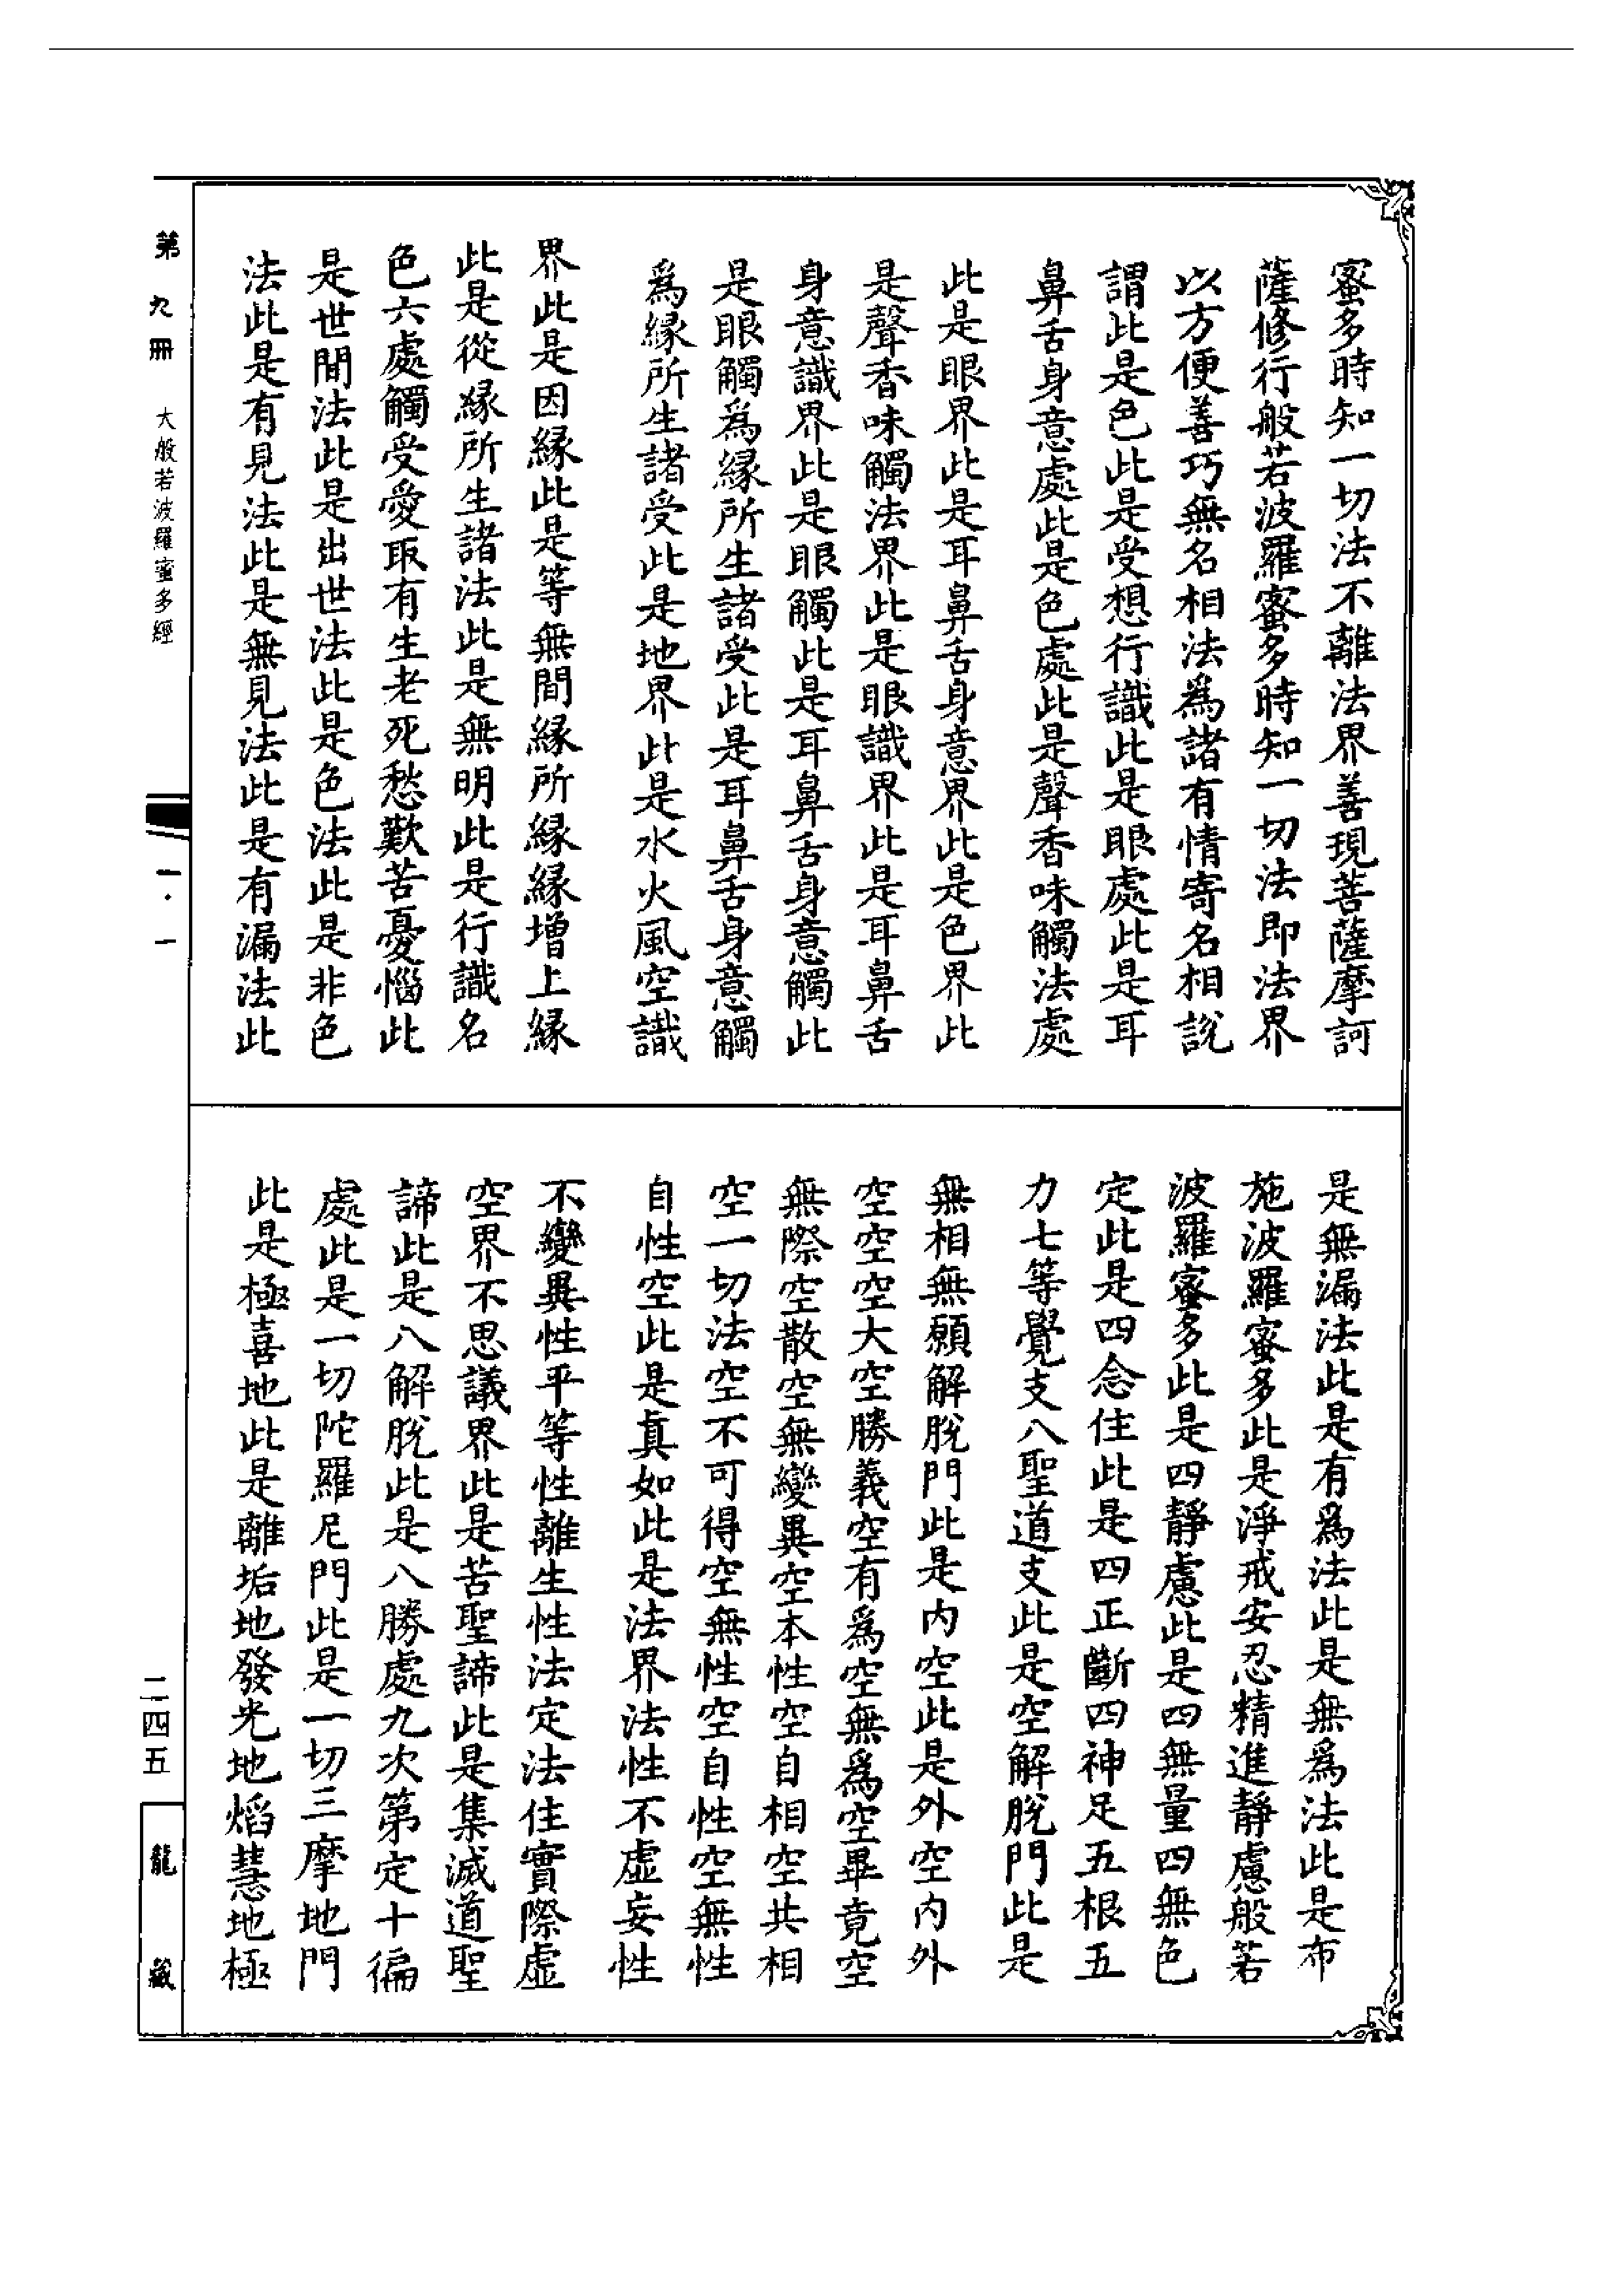 蜜多時知一切法不離法界善現菩薩摩訶
薩修行般若波羅蜜多時知一切法即法界
以方便善巧無名相法為諸有情寄名相說
謂此是色此是受想行識此是眼處此是耳
鼻舌身意處此是色處此是聲香味觸法處
此是眼界此是耳鼻舌身意界此是色界此
是聲香味觸法界此是眼識界此是耳鼻舌
身意識界此是眼觸此是耳鼻舌身意觸此
是眼觸為緣所生諸受此是耳鼻舌身意觸
為緣所生諸受此是地界此是水火風空識
界此是因緣此是等無間緣所緣緣增上緣
此是從緣所生諸法此是無明此是行識名
色六處觸受愛取有生老死愁歎苦憂惱此
是世間法此是出世法此是色法此是非色
法此是有見法此是無見法此是有漏法此
是無漏法此是有為法此是無為法此是布
施波羅蜜多此是淨戒安忍精進靜慮般若
波羅蜜多此是四靜慮此是四無量四無色
定此是四念住此是四正斷四神足五根五
力七等覺支八聖道支此是空解脫門此是
無相無願解脫門此是內空此是外空內外
空空空大空勝義空有為空無為空畢竟空
無際空散空無變異空本性空自相空共相
空一切法空不可得空無性空自性空無性
自性空此是真如此是法界法性不虛妄性
不變異性平等性離生性法定法住實際虛
空界不思議界此是苦聖諦此是集滅道聖
諦此是八解脫此是八勝處九次第定十徧
處此是一切陀羅尼門此是一切三摩地門
此是極喜地此是離垢地發光地焰慧地極
第九冊 大般若波羅蜜多經
一·一
二四五
龍藏